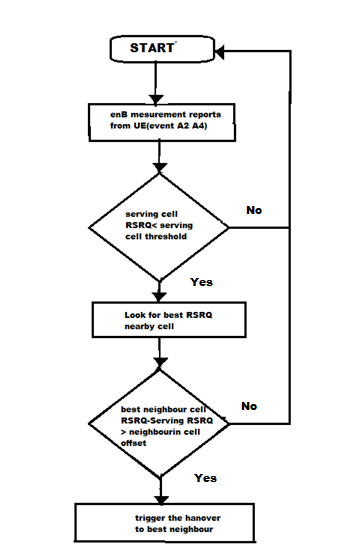 START
enB mesurement reports
from UE(event A2 A4)
serving cell
RSRQ< serving
cell threshold
No
Yes
Look for best RSRQ
nearby cell
best neighbour cell
RSRQ-Serving RSRQ
> neighbourin cell
offset
No
Yes
trigger the hanover
to best neighbour